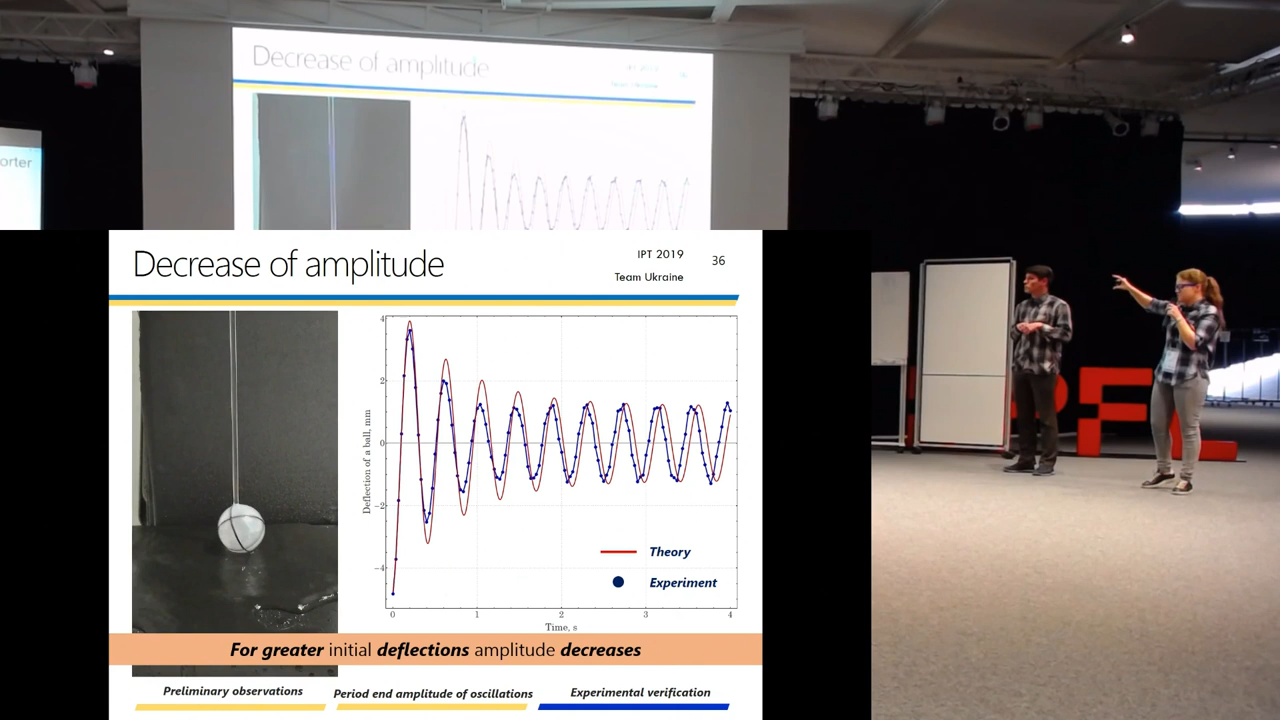 Decrease of amplitude
orter
Decrease of amplitude
IPT 2019
36
Team Ukraine
4
2
0
−2
−4
Deflection of a ball, mm
0
1
2
3
4
Time, s
Theory
Experiment
For greater initial deflections amplitude decreases
Preliminary observations
Period end amplitude of oscillations
Experimental verification